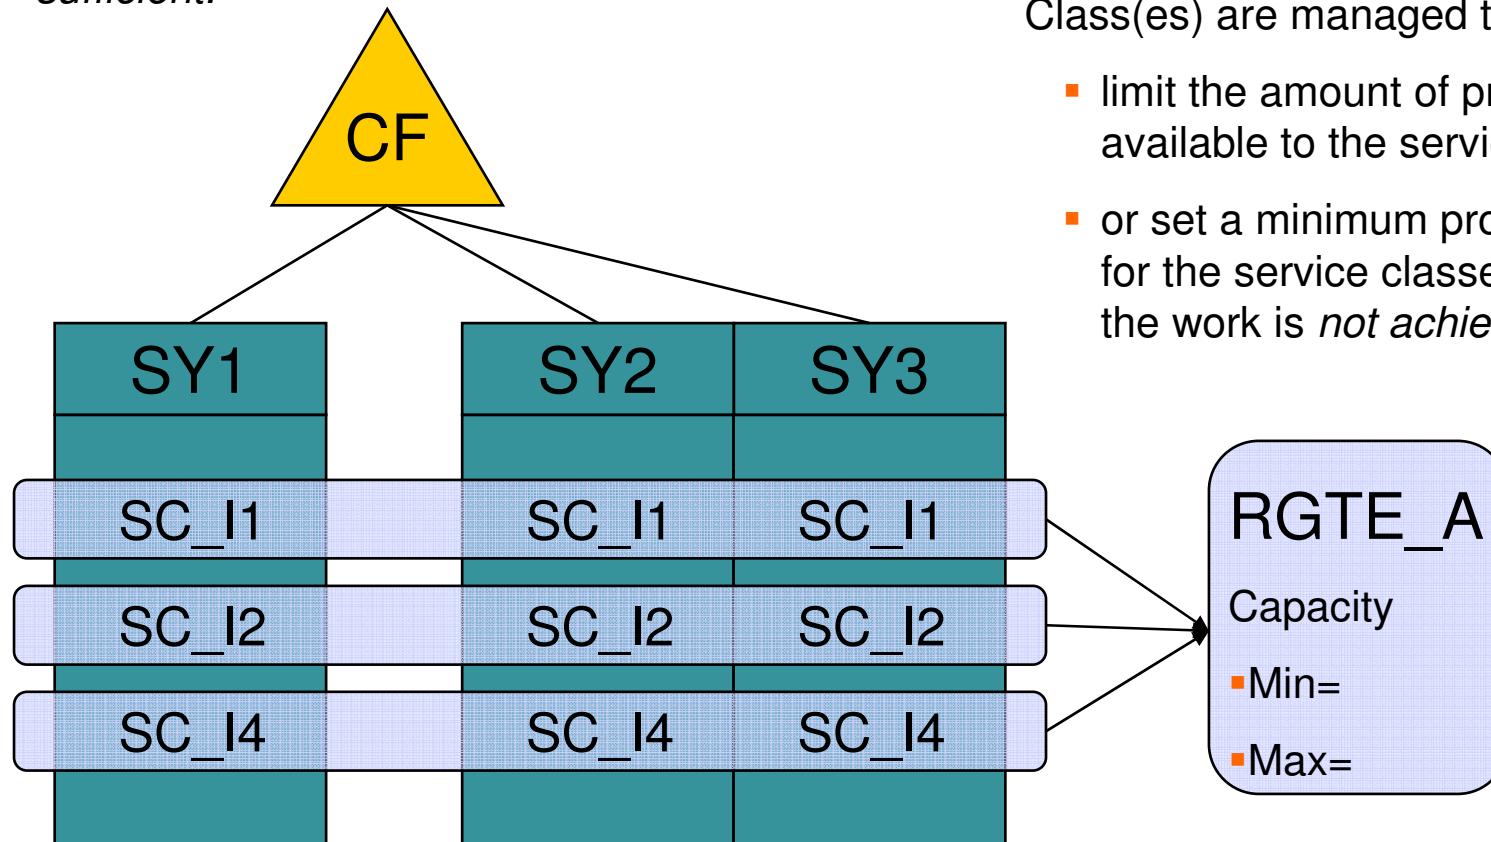 sufficient.
Class(es) are managed t
limit the amount of pr
available to the servi
or set a minimum pro
for the service classe
the work is not achie
CF
SY1 SY2 SY3
SC_I1 SC_I1 SC_I1
SC_I2 SC_I2 SC_I2
SC_I4 SC_I4 SC_I4
RGTE_A
Capacity
Min=
Max=